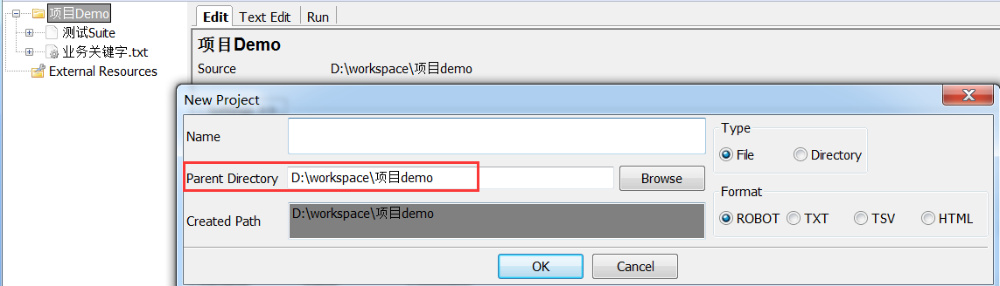 项目Demo
测试Suite
业务关键字.txt
External Resources
Edit Text Edit Run
项目Demo
Source D:\workspace\项目demo
New Project
Name
Parent Directory D:\workspace\项目demo Browse
Created Path D:\workspace\项目demo
Type
File Directory
Format
ROBOT TXT TSV HTML
OK Cancel